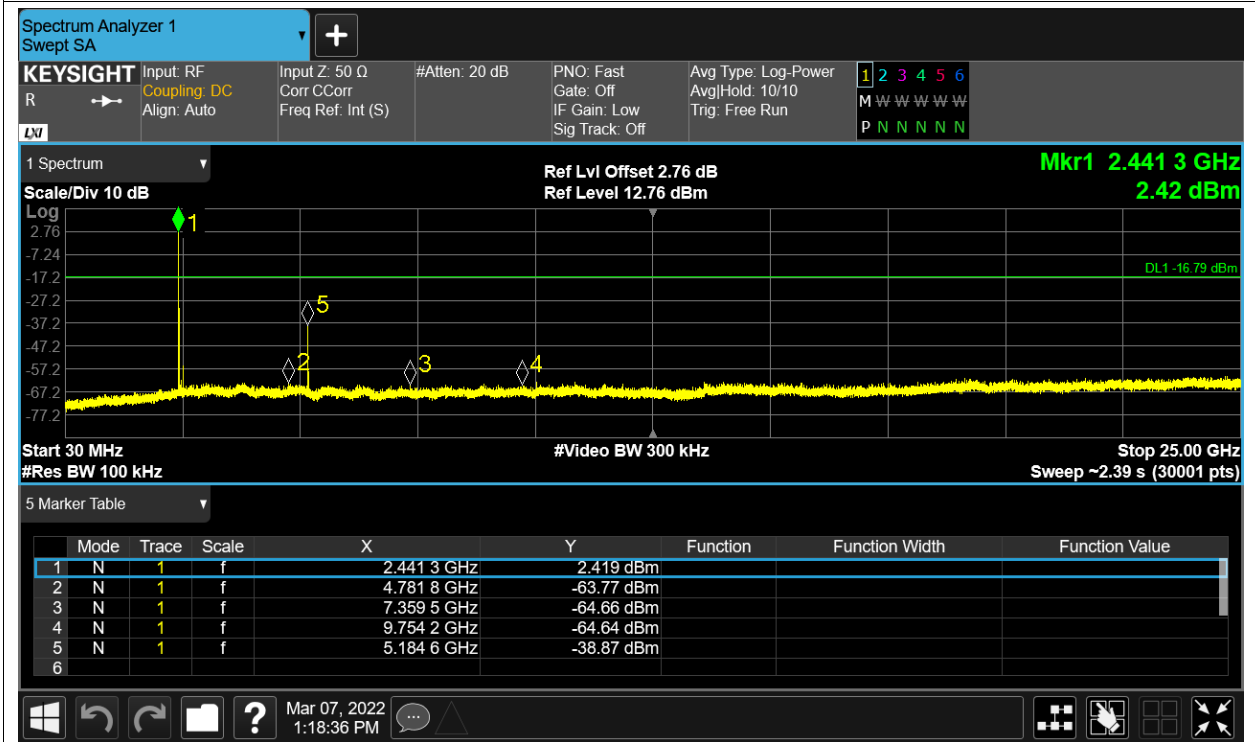 Spectrum Analyzer 1
Swept SA
+
KEYSIGHT
R
LXI
Input: RF
Coupling: DC
Align: Auto
Input Z: 50 Ω
Corr CCorr
Freq Ref: Int (S)
#Atten: 20 dB
PNO: Fast
Gate: Off
IF Gain: Low
Sig Track: Off
Avg Type: Log-Power
Avg|Hold: 10/10
Trig: Free Run
1 2 3 4 5 6
M W W W W W
P N N N N N
1 Spectrum
Scale/Div 10 dB
Ref Lvl Offset 2.76 dB
Ref Level 12.76 dBm
Mkr1 2.441 3 GHz
2.42 dBm
Log
2.76
-7.24
-17.2
-27.2
-37.2
-47.2
-57.2
-67.2
-77.2
1
5
2
3
4
DL1 -16.79 dBm
Start 30 MHz
#Res BW 100 kHz
#Video BW 300 kHz
Stop 25.00 GHz
Sweep ~2.39 s (30001 pts)
5 Marker Table
Mode Trace Scale X Y Function Function Width Function Value
1 N 1 f 2.441 3 GHz 2.419 dBm
2 N 1 f 4.781 8 GHz -63.77 dBm
3 N 1 f 7.359 5 GHz -64.66 dBm
4 N 1 f 9.754 2 GHz -64.64 dBm
5 N 1 f 5.184 6 GHz -38.87 dBm
6
?
Mar 07, 2022
1:18:36 PM